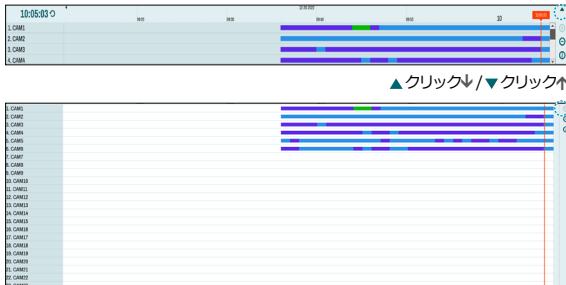 10:05:03
10
1. CAM1
2. CAM2
3. CAM3
4. CAM4
▲クリック↓/▼クリック↑
1. CAM1
2. CAM2
3. CAM3
4. CAM4
5. CAM5
6. CAM6
7. CAM7
8. CAM8
9. CAM9
10. CAM10
11. CAM11
12. CAM12
13. CAM13
14. CAM14
15. CAM15
16. CAM16
17. CAM17
18. CAM18
19. CAM19
20. CAM20
21. CAM21
22. CAM22